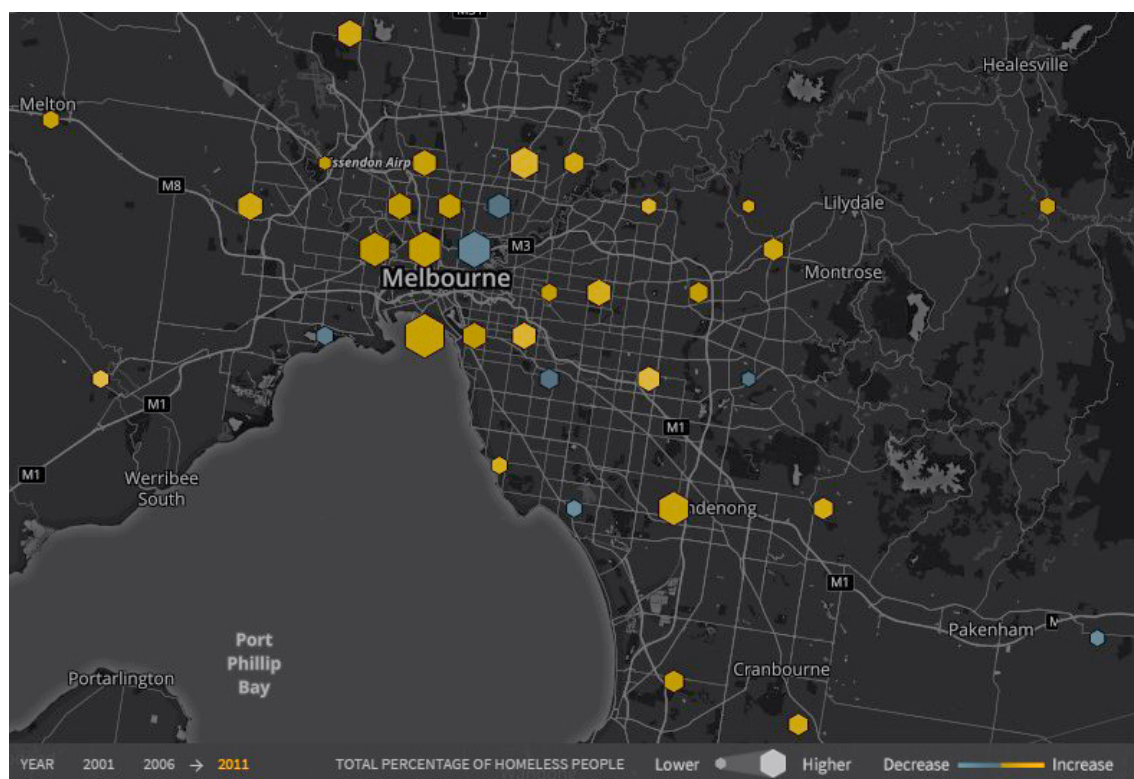 M31
Healesville
Melton
ssendon Airp
M8
Lilydale
M3
Montrose
Melbourne
M1
M1
M1
Werribee
South
ndenong
M1
Pakenham
M
Port
Phillip
Bay
Cranbourne
Portarlington
YEAR 2001 2006 → 2011 TOTAL PERCENTAGE OF HOMELESS PEOPLE Lower Higher Decrease Increase